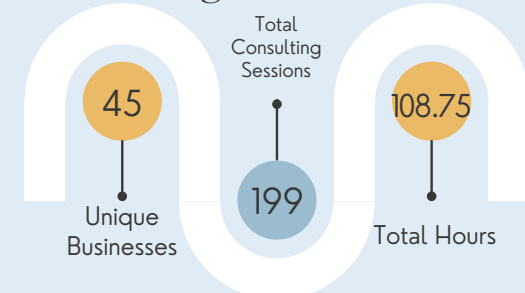 Total
Consulting
Sessions
45
108.75
199
Unique
Businesses
Total Hours